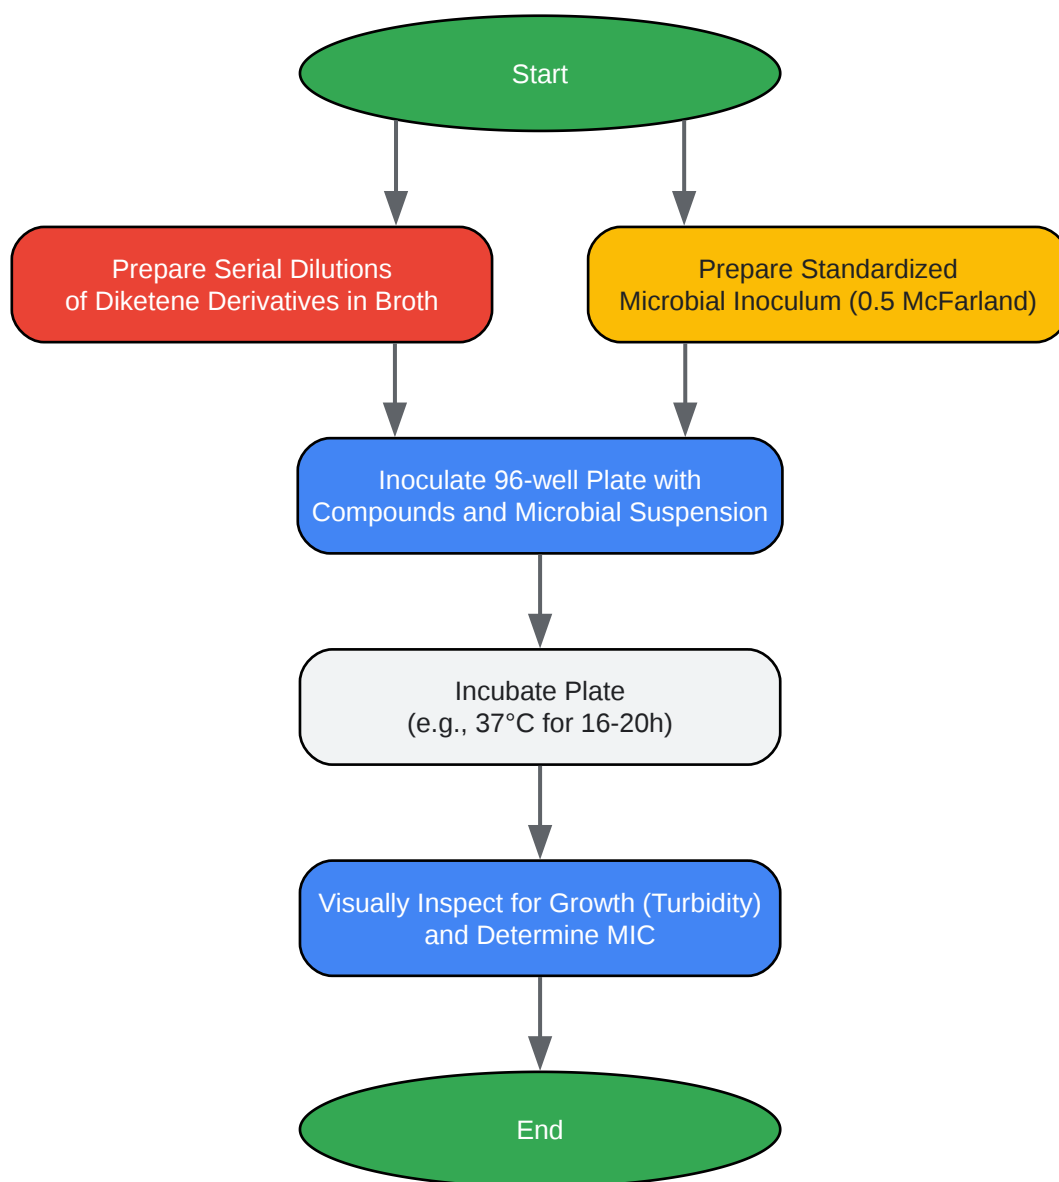 Start
Prepare Serial Dilutions
of Diketene Derivatives in Broth
Prepare Standardized
Microbial Inoculum (0.5 McFarland)
Inoculate 96-well Plate with
Compounds and Microbial Suspension
Incubate Plate
(e.g., 37°C for 16-20h)
Visually Inspect for Growth (Turbidity)
and Determine MIC
End